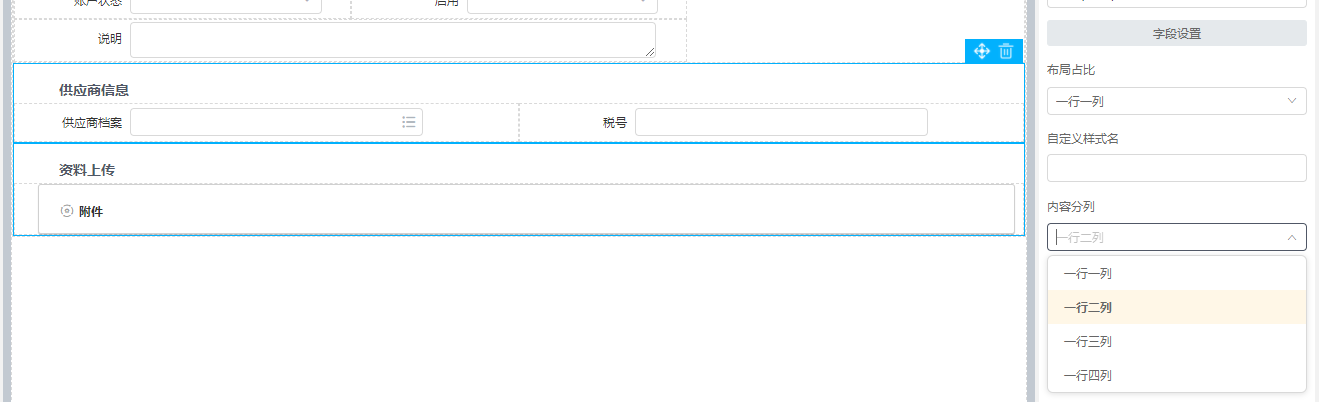 账户状态
启用
说明
供应商信息
供应商档案
税号
资料上传
附件
字段设置
布局占比
一行一列
自定义样式名
内容分列
一行二列
一行一列
一行二列
一行三列
一行四列